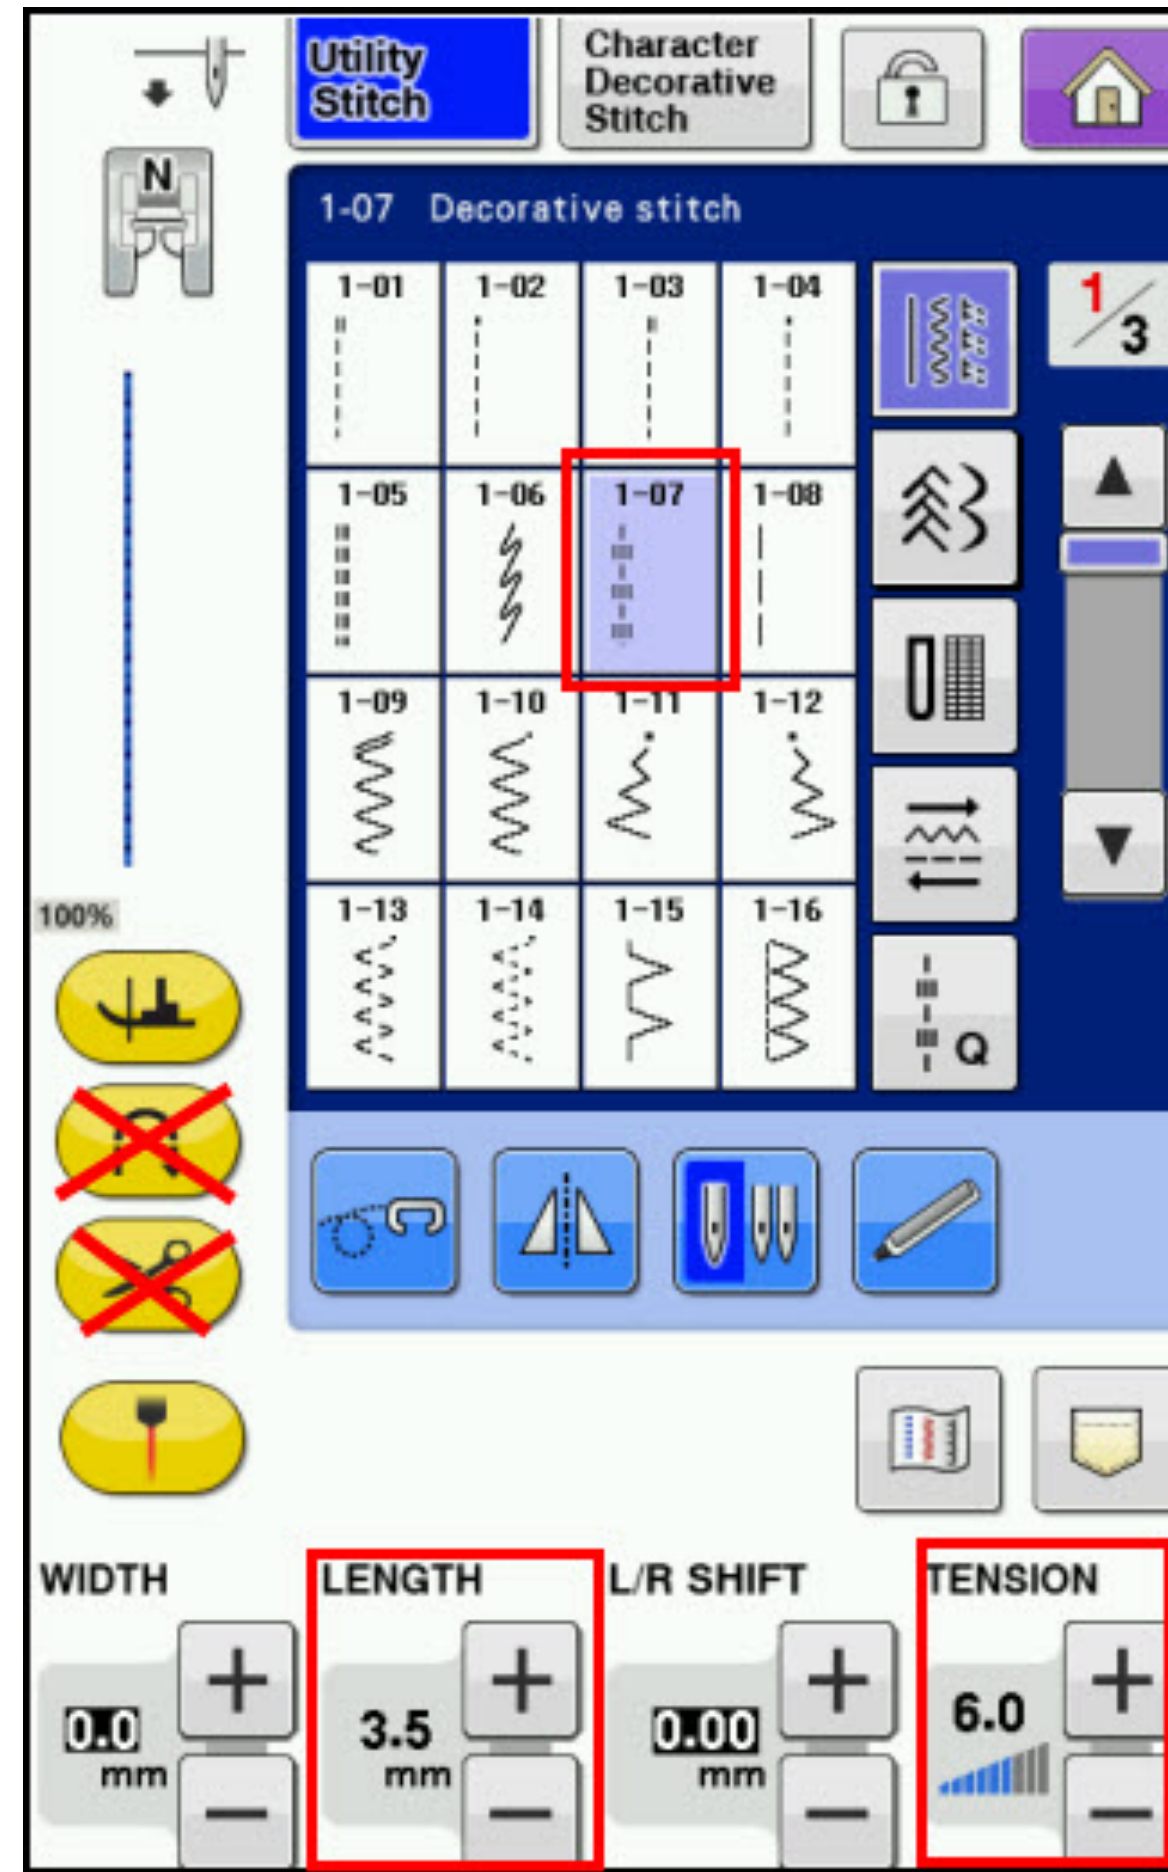 Utility
Stitch
Character
Decorative
Stitch
N
1-07 Decorative stitch
1-01 1-02 1-03 1-04
1/3
1-05 1-06 1-07 1-08
1-09 1-10 1-11 1-12
100%
1-13 1-14 1-15 1-16
Q
WIDTH LENGTH L/R SHIFT TENSION
0.0 3.5 0.00 6.0
mm mm mm